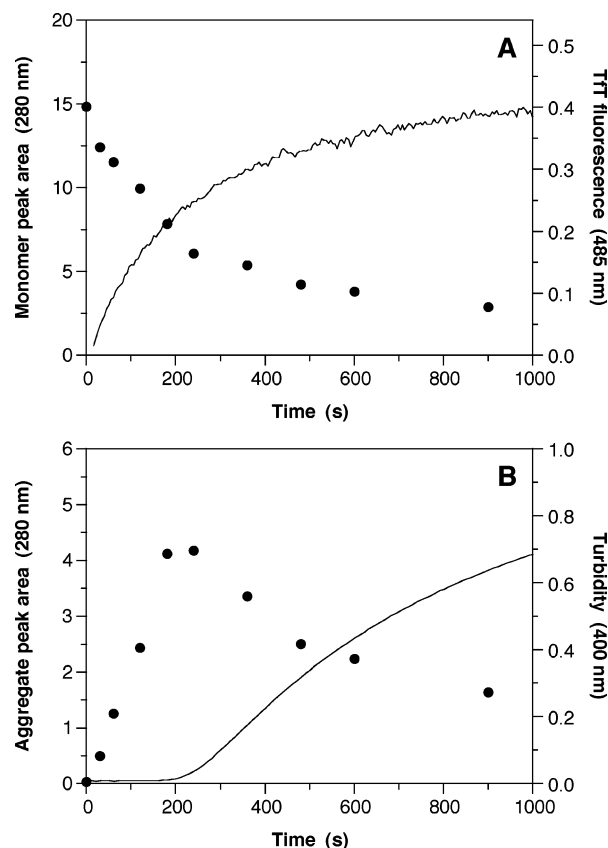 A
20
15
10
5
0
Monomer peak area (280 nm)
0.5
0.4
0.3
0.2
0.1
0.0
TfT fluorescence (485 nm)
0 200 400 600 800 1000
Time (s)
B
6
5
4
3
2
1
0
Aggregate peak area (280 nm)
1.0
0.8
0.6
0.4
0.2
0.0
Turbidity (400 nm)
0 200 400 600 800 1000
Time (s)